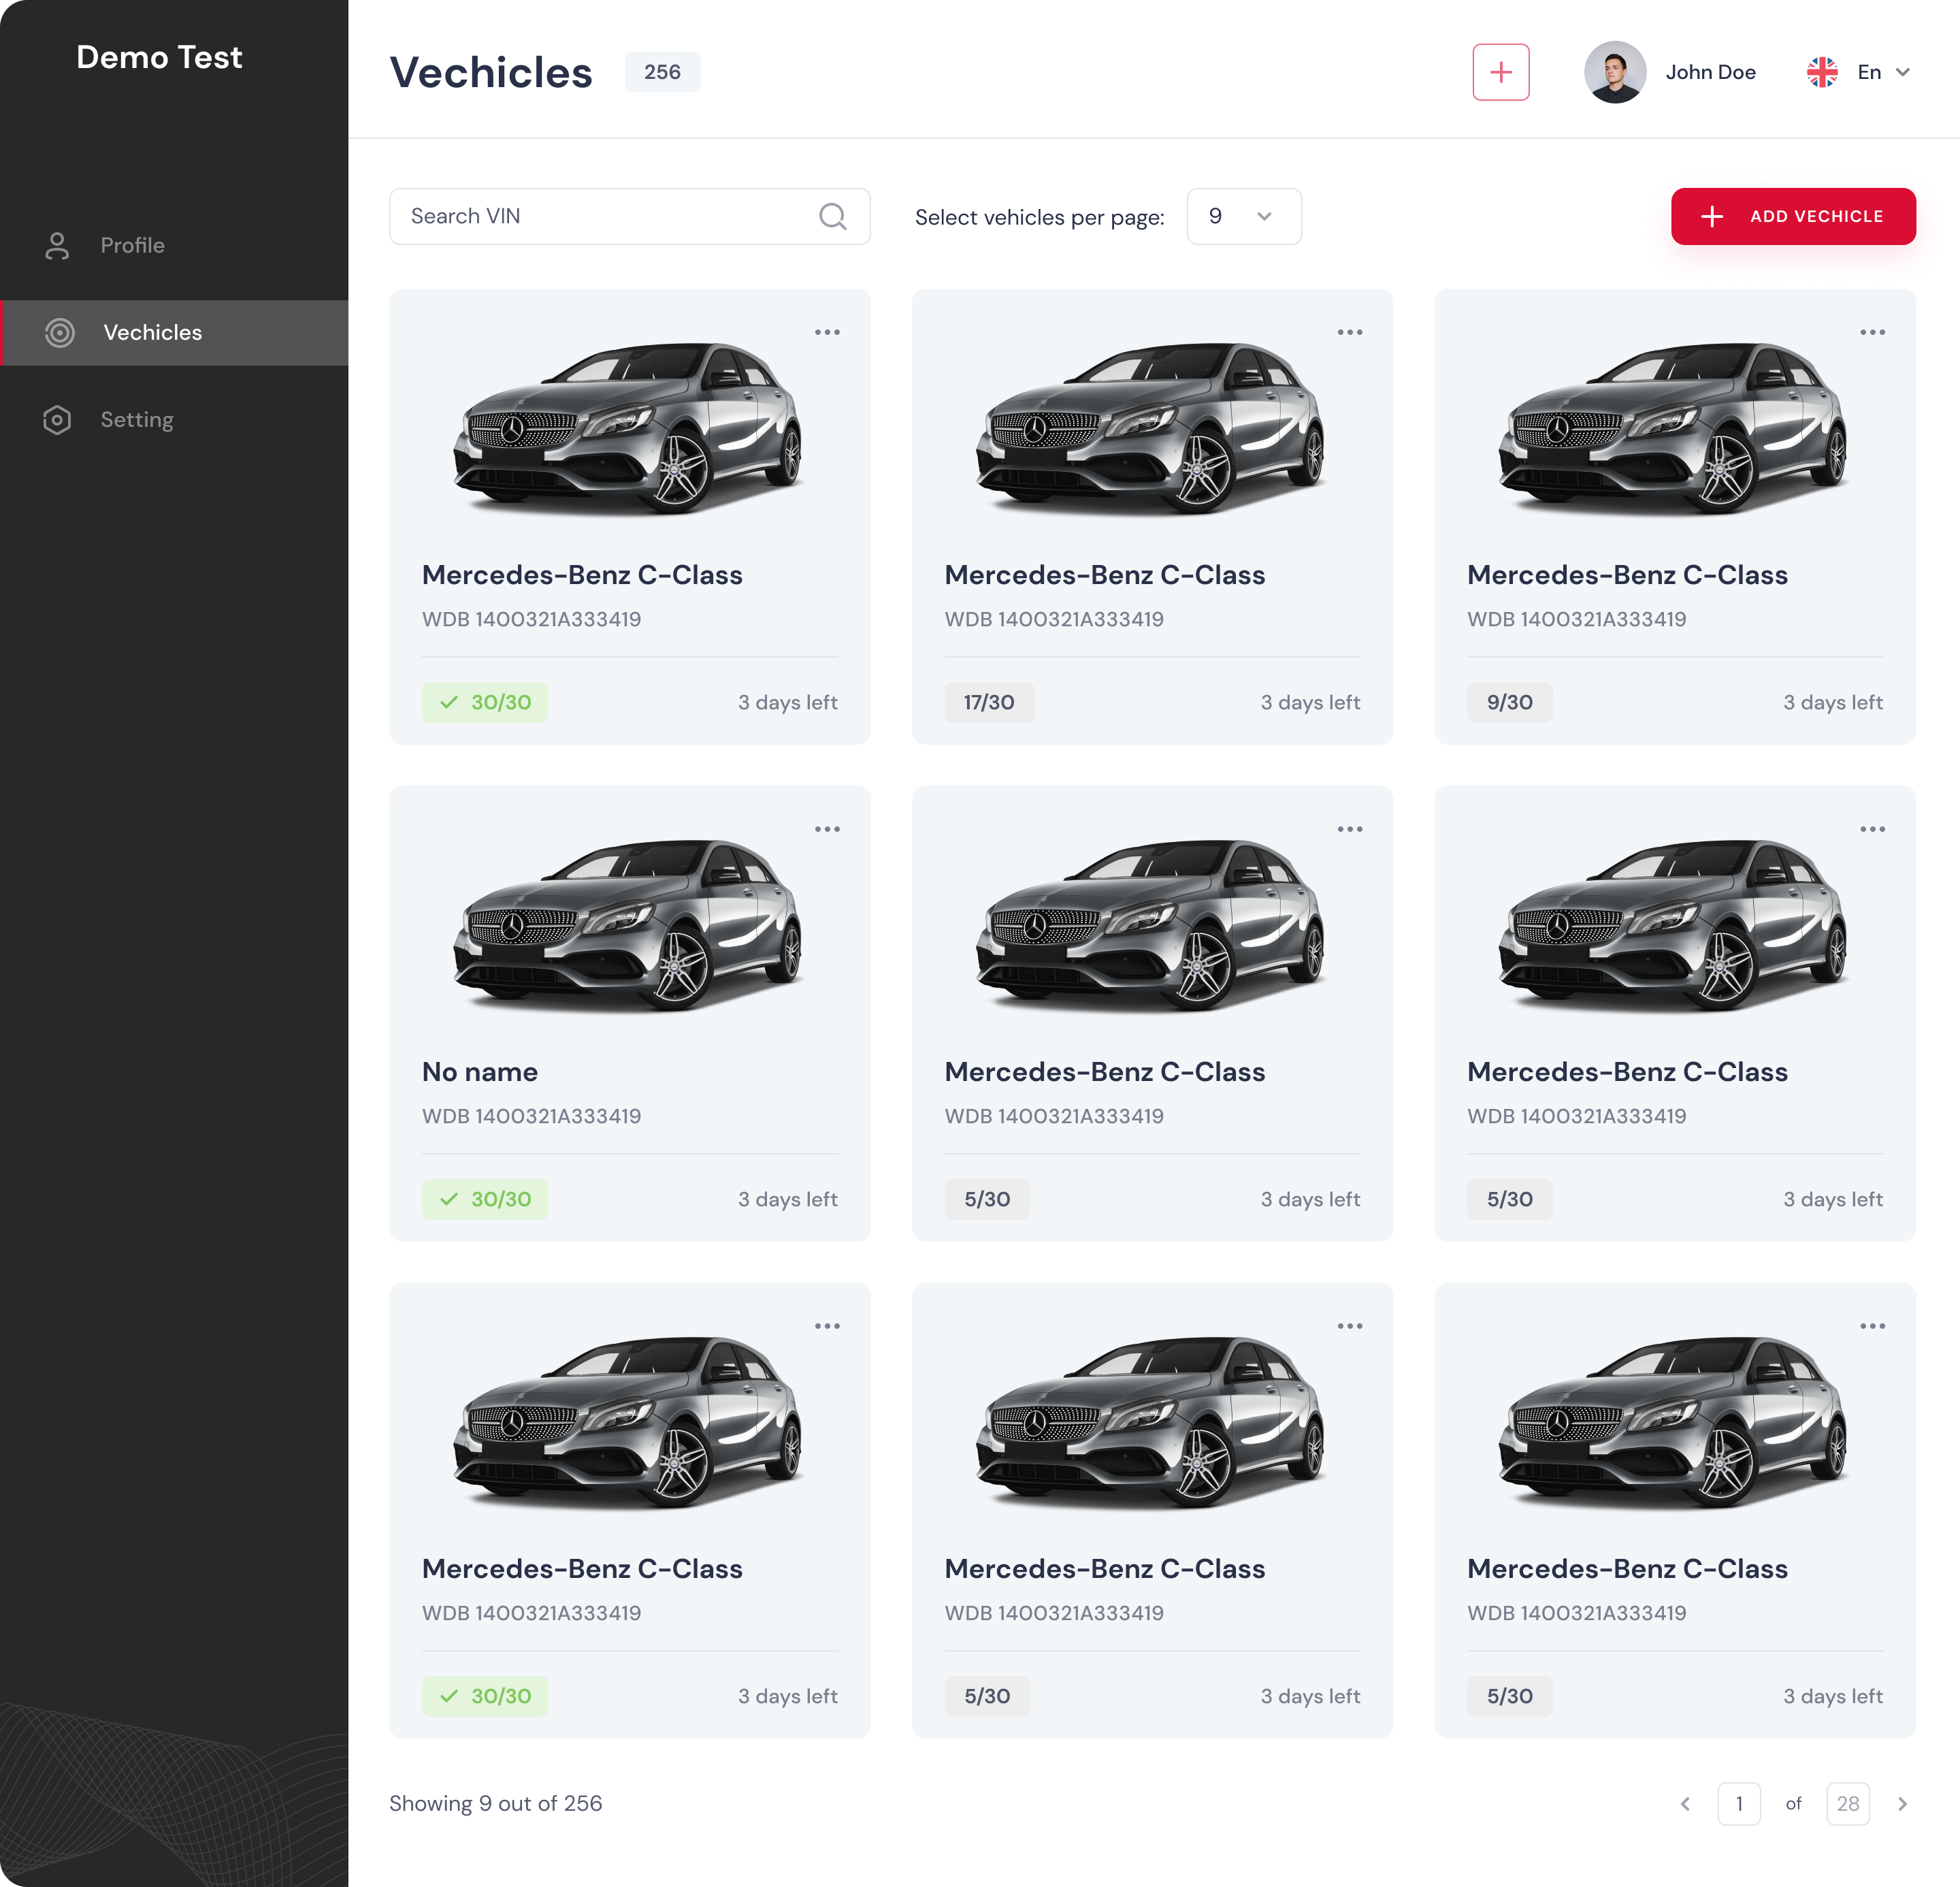 Demo Test
Profile
Vechicles
Setting
Vechicles 256
John Doe
En
Search VIN
Select vehicles per page: 9
ADD VECHICLE
Mercedes-Benz C-Class
WDB 1400321A333419
30/30 3 days left
Mercedes-Benz C-Class
WDB 1400321A333419
17/30 3 days left
Mercedes-Benz C-Class
WDB 1400321A333419
9/30 3 days left
No name
WDB 1400321A333419
30/30 3 days left
Mercedes-Benz C-Class
WDB 1400321A333419
5/30 3 days left
Mercedes-Benz C-Class
WDB 1400321A333419
5/30 3 days left
Mercedes-Benz C-Class
WDB 1400321A333419
30/30 3 days left
Mercedes-Benz C-Class
WDB 1400321A333419
5/30 3 days left
Mercedes-Benz C-Class
WDB 1400321A333419
5/30 3 days left
Showing 9 out of 256
1 of 28